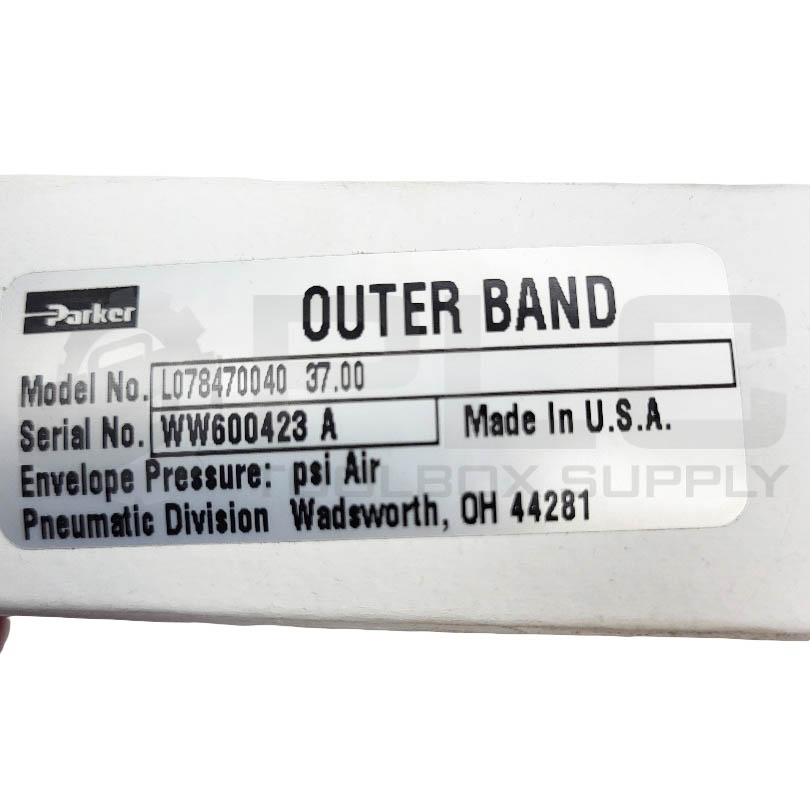 Parker OUTER BAND
Model No. L078470040 37.00
Serial No. WW600423 A Made In U.S.A.
Envelope Pressure: psi Air
Pneumatic Division Wadsworth, OH 44281
PLC
TOOLBOX SUPPLY